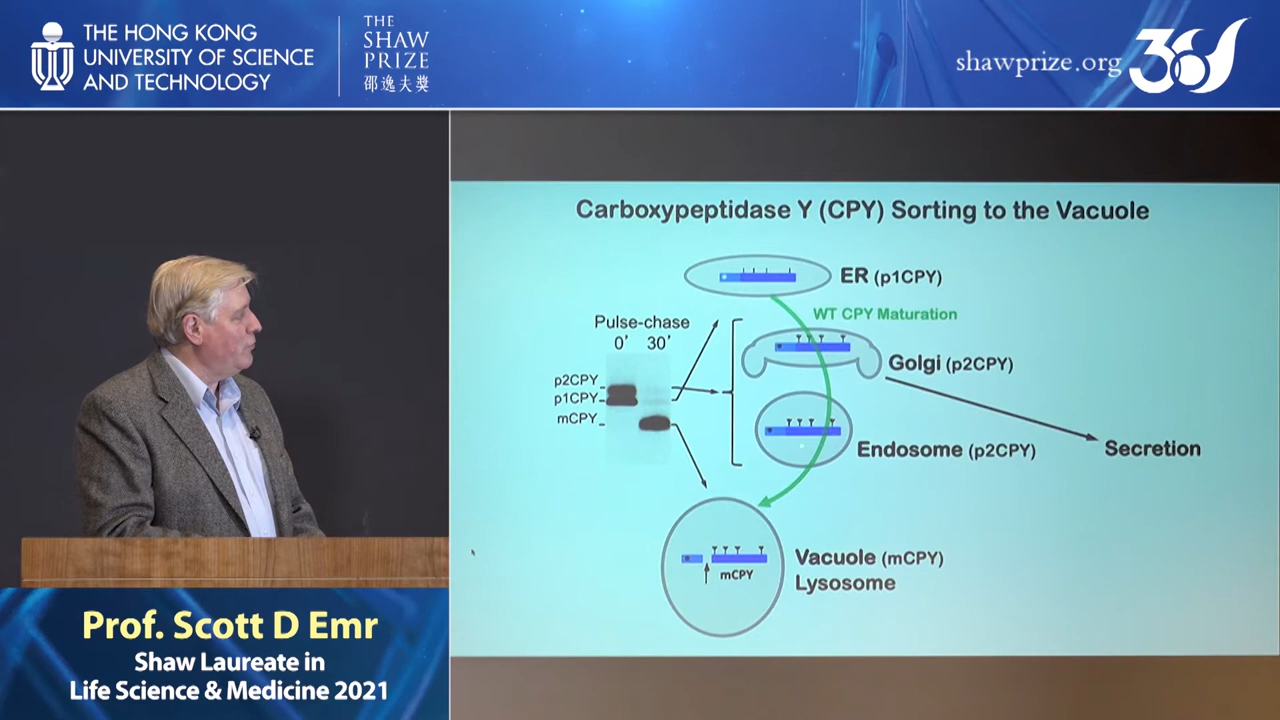 THE HONG KONG
UNIVERSITY OF SCIENCE
AND TECHNOLOGY
THE
SHAW
PRIZE
邵逸夫獎
shawprize.org
30
Carboxypeptidase Y (CPY) Sorting to the Vacuole
ER (p1CPY)
WT CPY Maturation
Pulse-chase
0' 30'
Golgi (p2CPY)
p2CPY
p1CPY
mCPY
Endosome (p2CPY)
Secretion
Vacuole (mCPY)
Lysosome
mCPY
Prof. Scott D Emr
Shaw Laureate in
Life Science & Medicine 2021